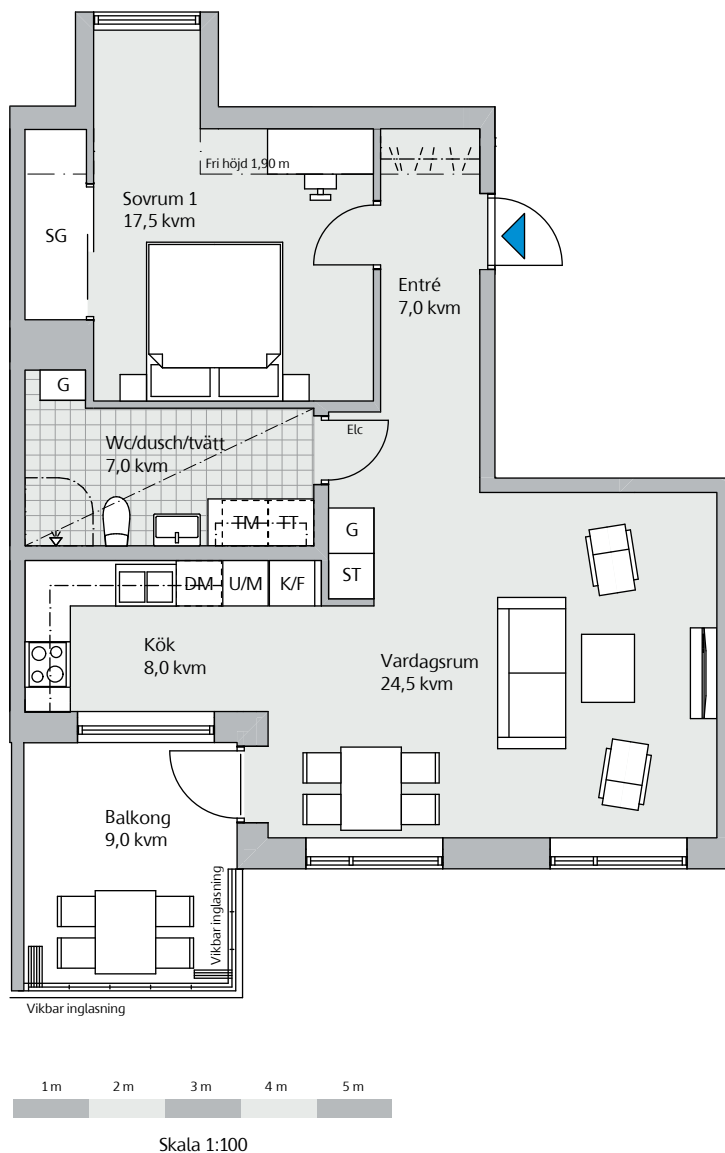 Fri höjd 1,90 m
Sovrum 1
17,5 kvm
SG
Entré
7,0 kvm
G
Elc
Wc/dusch/tvätt
7,0 kvm
TM
TT
G
ST
DM
U/M
K/F
Kök
8,0 kvm
Vardagsrum
24,5 kvm
Balkong
9,0 kvm
Vikbar inglasning
Vikbar inglasning
1 m
2 m
3 m
4 m
5 m
Skala 1:100